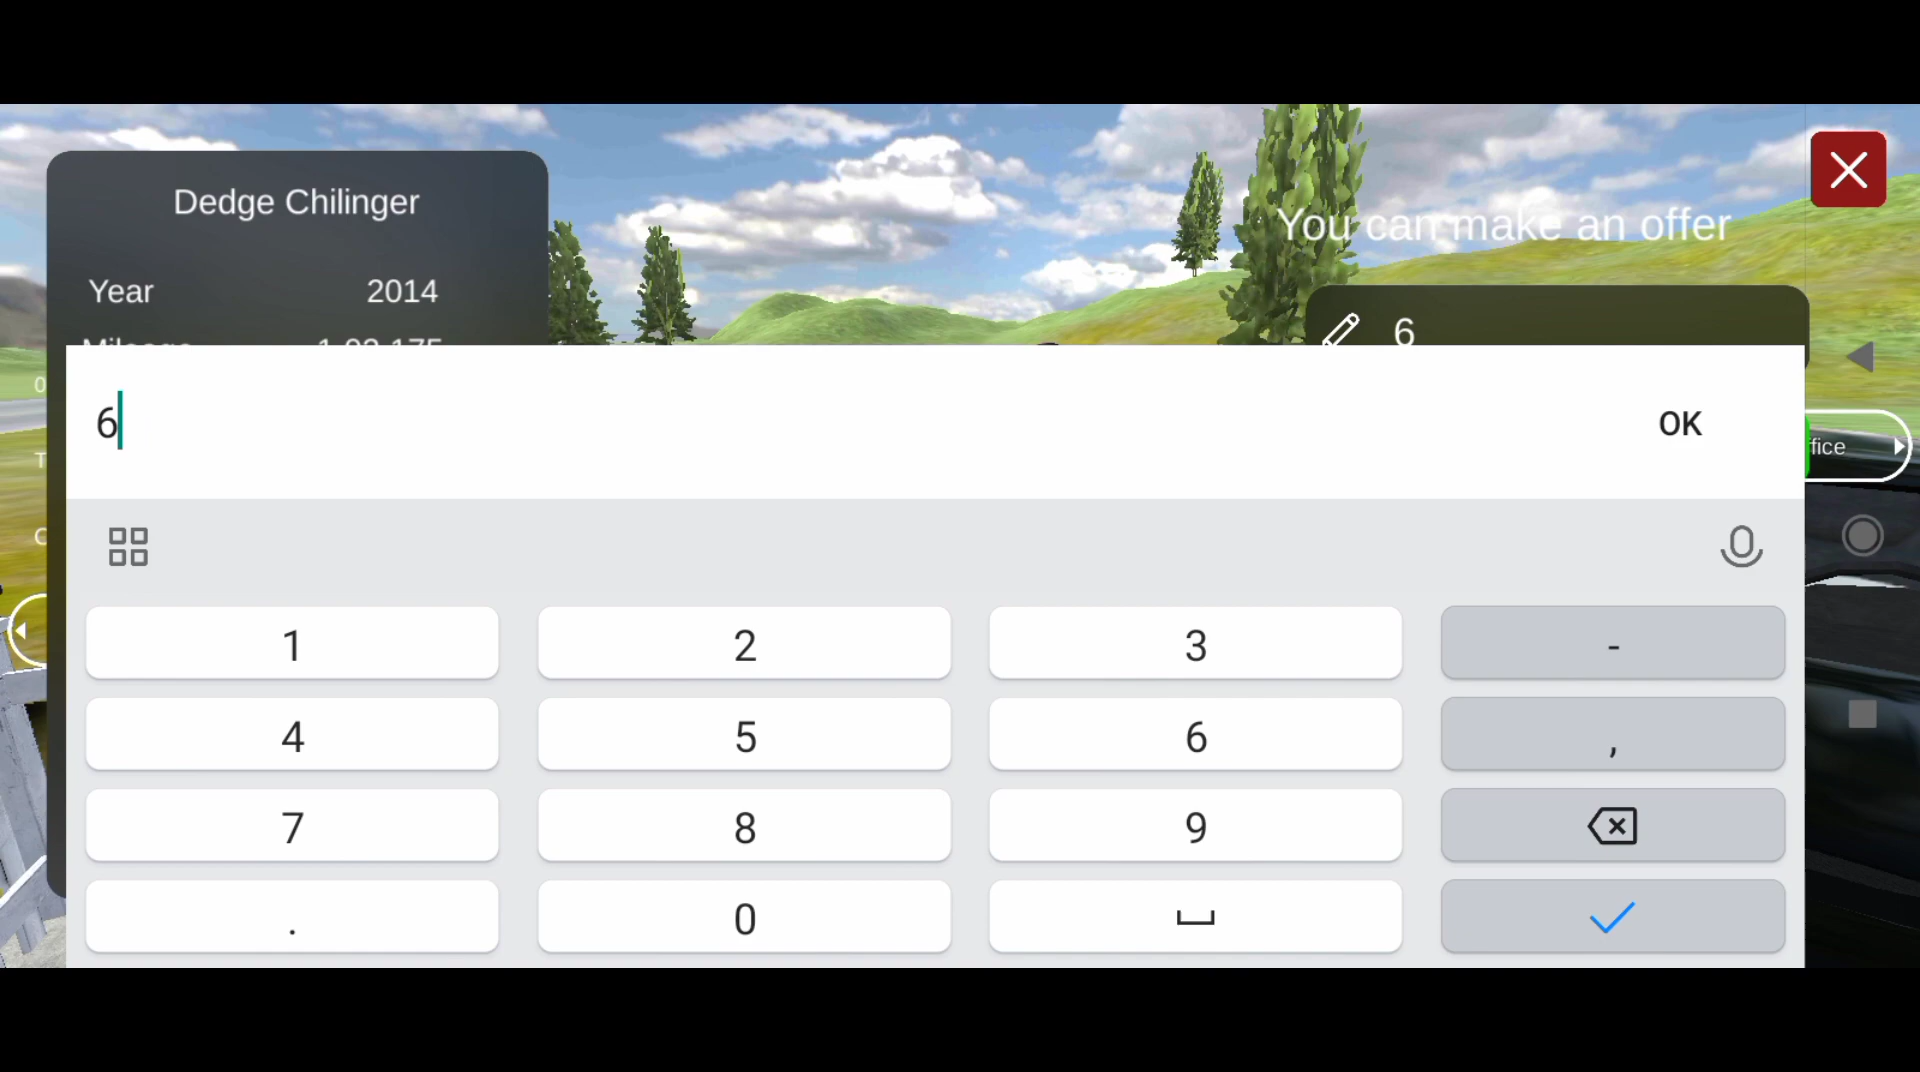 Dedge Chilinger
Year 2014
You can make an offer
6
6
OK
fice
1 2 3 -
4 5 6 ,
7 8 9
. 0